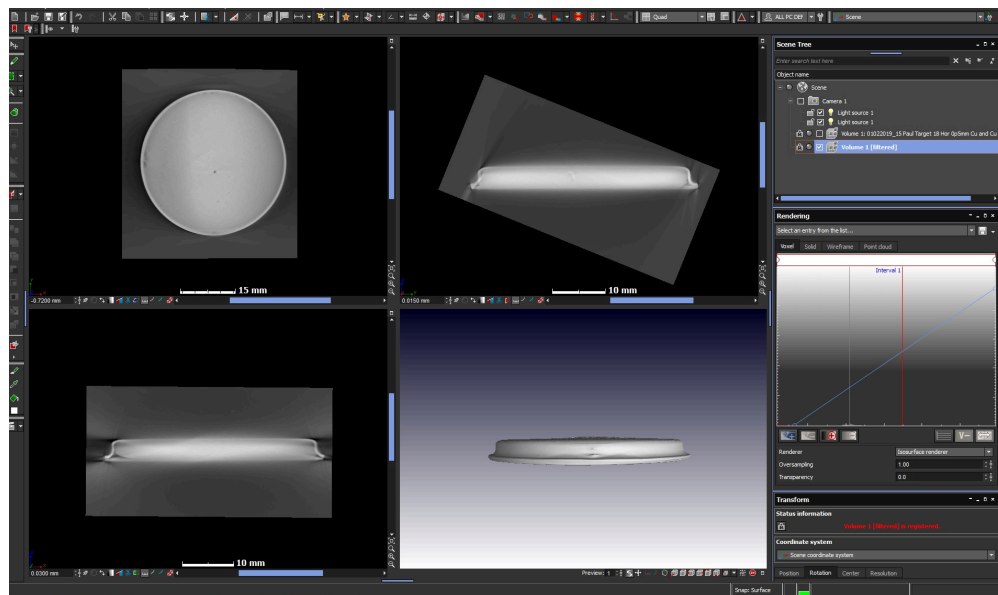 Quad
ALL PC DEF
Scene
Scene Tree
Enter search text here
Object name
Scene
Camera 1
Light source 1
Light source 1
Volume 1: 01022019_15 Paul Target 18 Hor 0p5mm Cu and Cu
Volume 1 [filtered]
Rendering
Select an entry from the list...
Voxel Solid Wireframe Point cloud
Interval 1
15 mm
-0.7200 mm
10 mm
0.0150 mm
10 mm
0.0300 mm
Preview: 1
Renderer Isosurface renderer
Oversampling 1.00
Transparency 0.0
Transform
Status information
Volume 1 [filtered] is registered.
Coordinate system
Scene coordinate system
Position Rotation Center Resolution
Snap: Surface